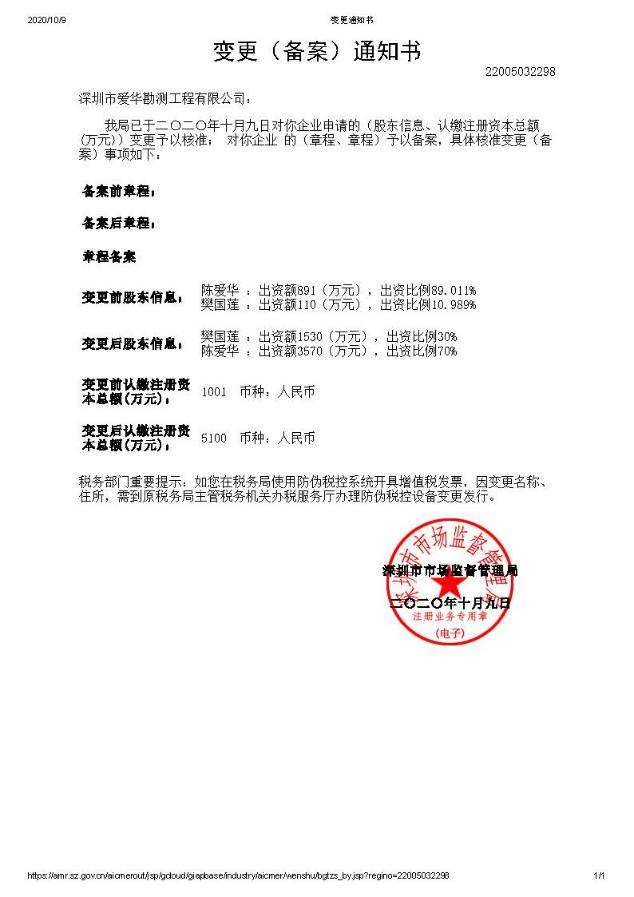 2020/10/9
变更通知书
变更（备案）通知书
22005032298
深圳市爱华勘测工程有限公司：
我局已于二〇二〇年十月九日对你企业申请的（股东信息、认缴注册资本总额
(万元)）变更予以核准； 对你企业 的（章程、章程）予以备案，具体核准变更（备
案）事项如下：
备案前章程：
备案后章程：
章程备案
变更前股东信息：
陈爱华 ：出资额891（万元），出资比例89.011%
樊国莲 ：出资额110（万元），出资比例10.989%
变更后股东信息：
樊国莲 ：出资额1530（万元），出资比例30%
陈爱华 ：出资额3570（万元），出资比例70%
变更前认缴注册资
本总额(万元)：
1001 币种：人民币
变更后认缴注册资
本总额(万元)：
5100 币种：人民币
税务部门重要提示：如您在税务局使用防伪税控系统开具增值税发票，因变更名称、
住所，需到原税务局主管税务机关办税服务厅办理防伪税控设备变更发行。
深圳市市场监督管理局
深圳市市场监督管理局
二〇二〇年十月九日
注册业务专用章
(电子)
https://amr.sz.gov.cn/aicmerout/jsp/gcloud/giapbase/industry/aicmer/wenshu/bgtzs_by.jsp?regino=22005032298
1/1